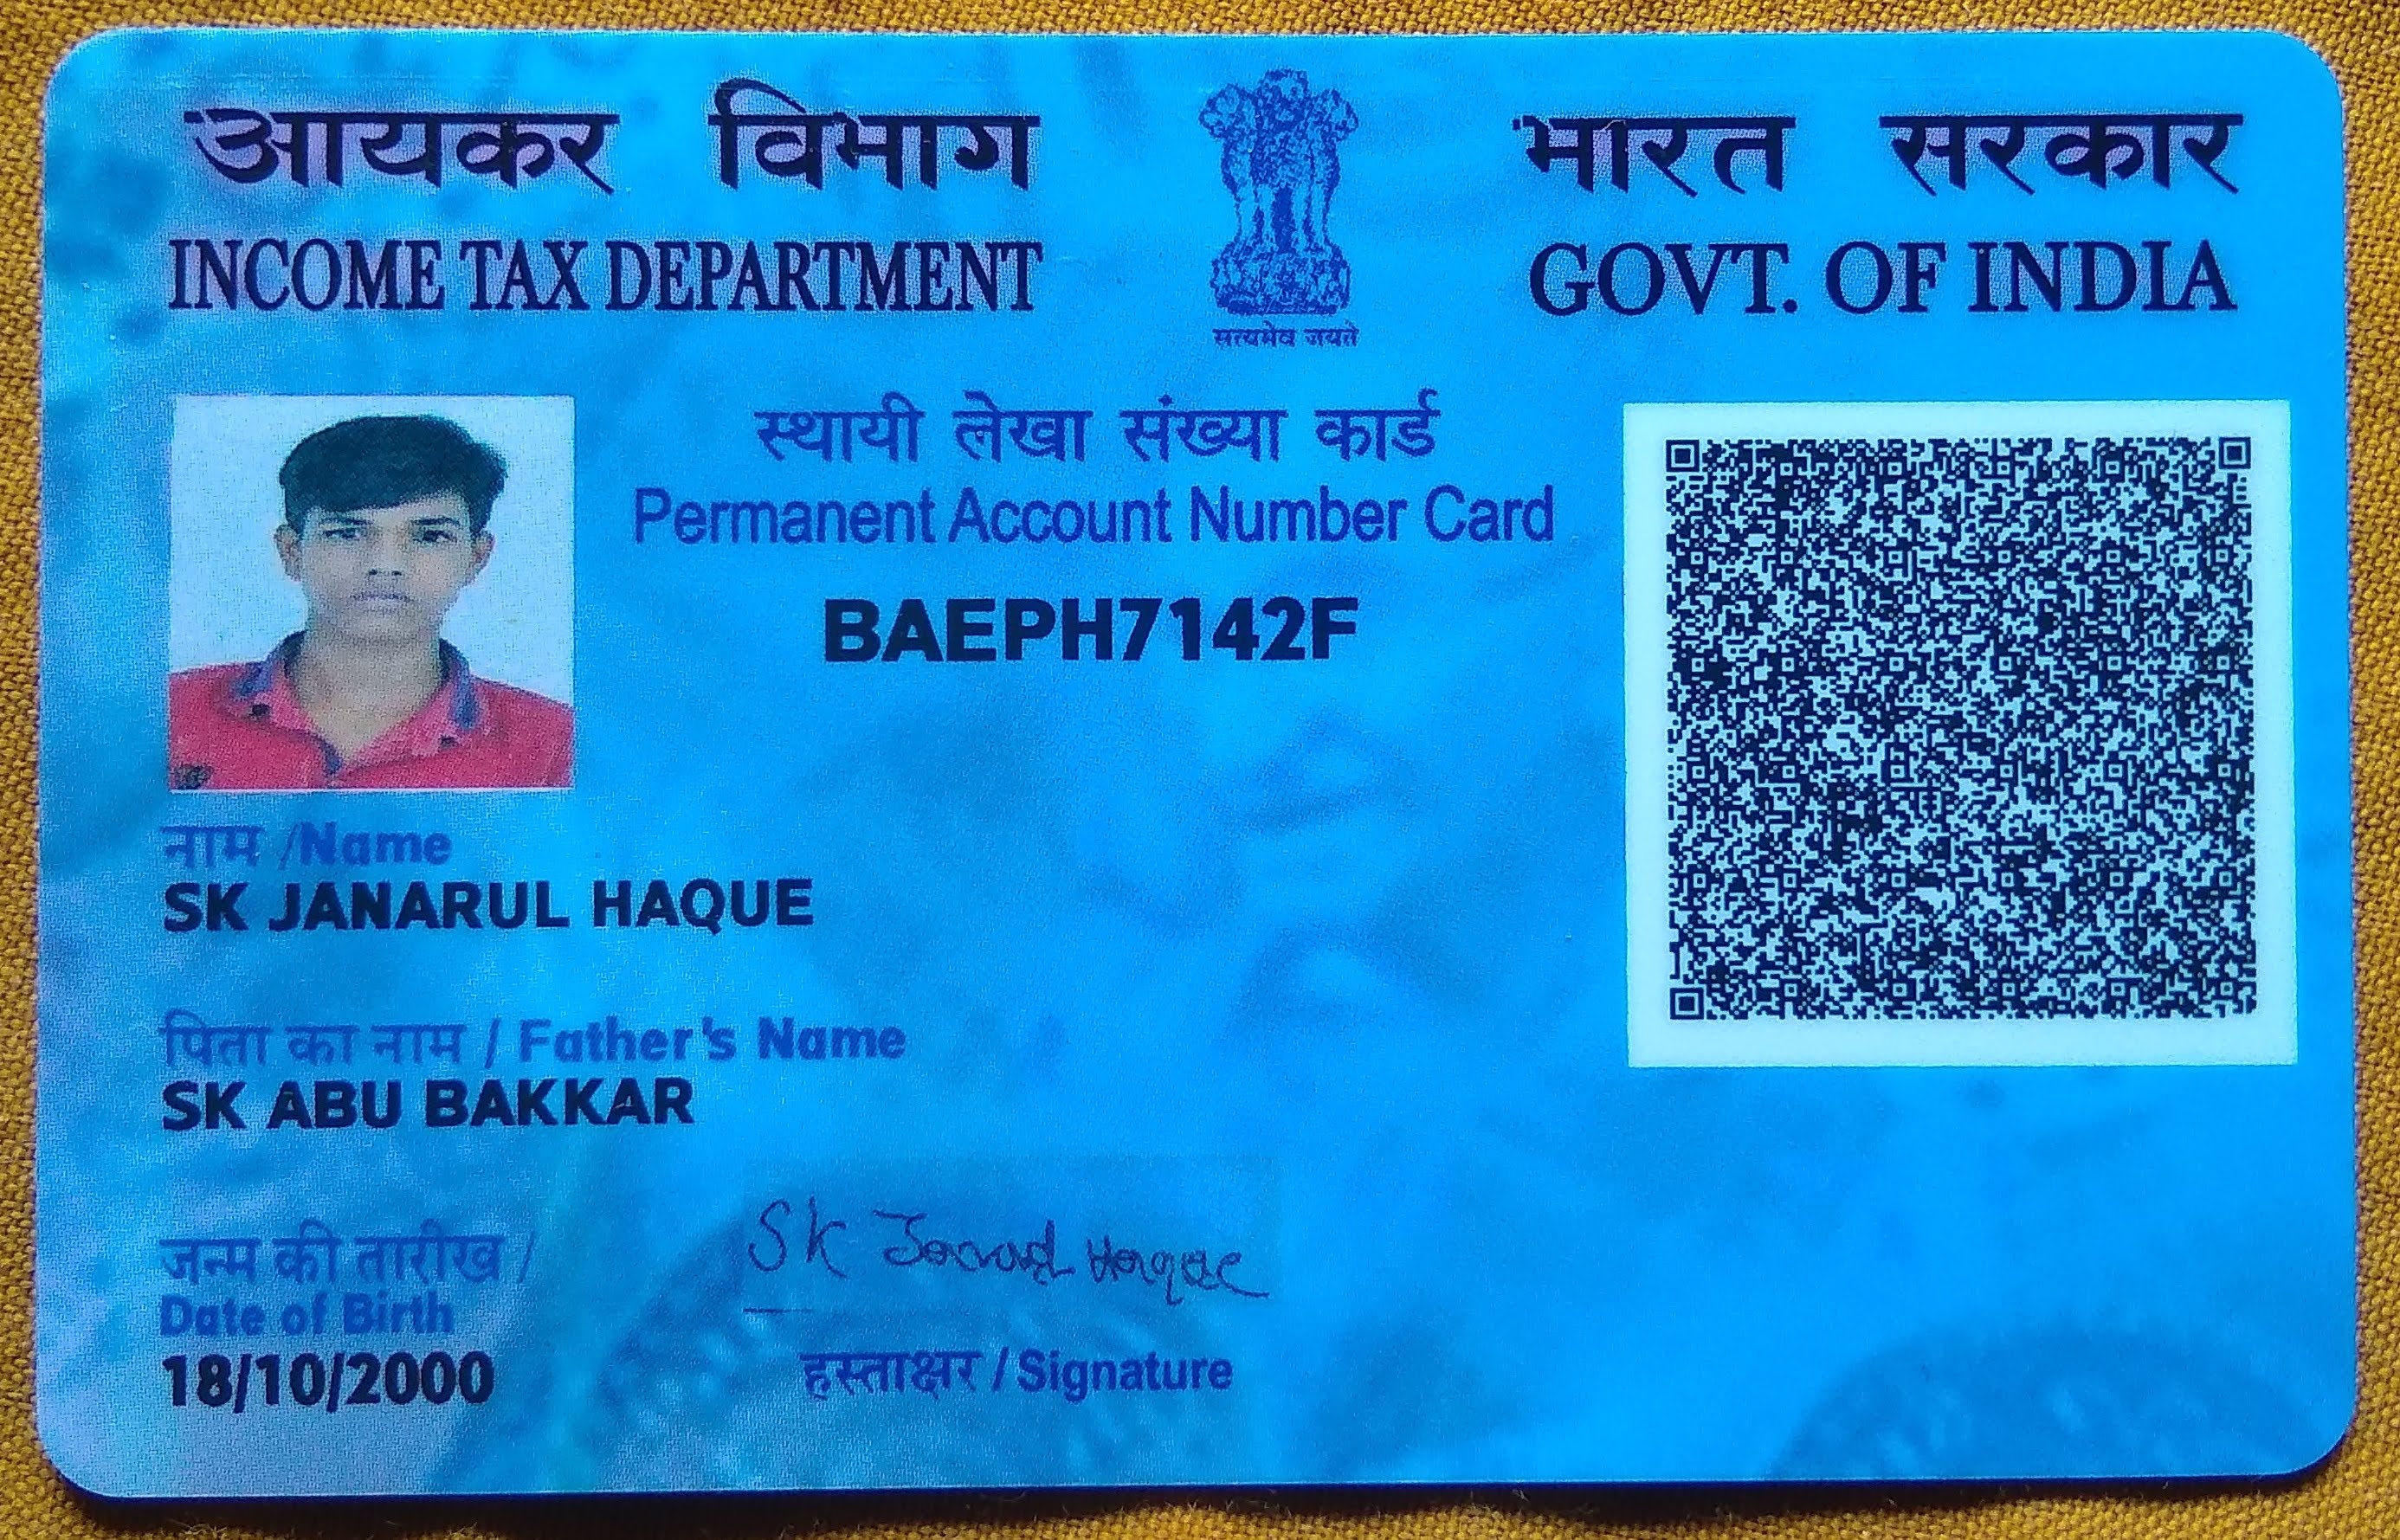 आयकर विभाग
INCOME TAX DEPARTMENT
सत्यमेव जयते
भारत सरकार
GOVT. OF INDIA
स्थायी लेखा संख्या कार्ड
Permanent Account Number Card
BAEPH7142F
नाम /Name
SK JANARUL HAQUE
पिता का नाम / Father's Name
SK ABU BAKKAR
जन्म की तारीख /
Date of Birth
18/10/2000
SK Janarul Haque
हस्ताक्षर / Signature